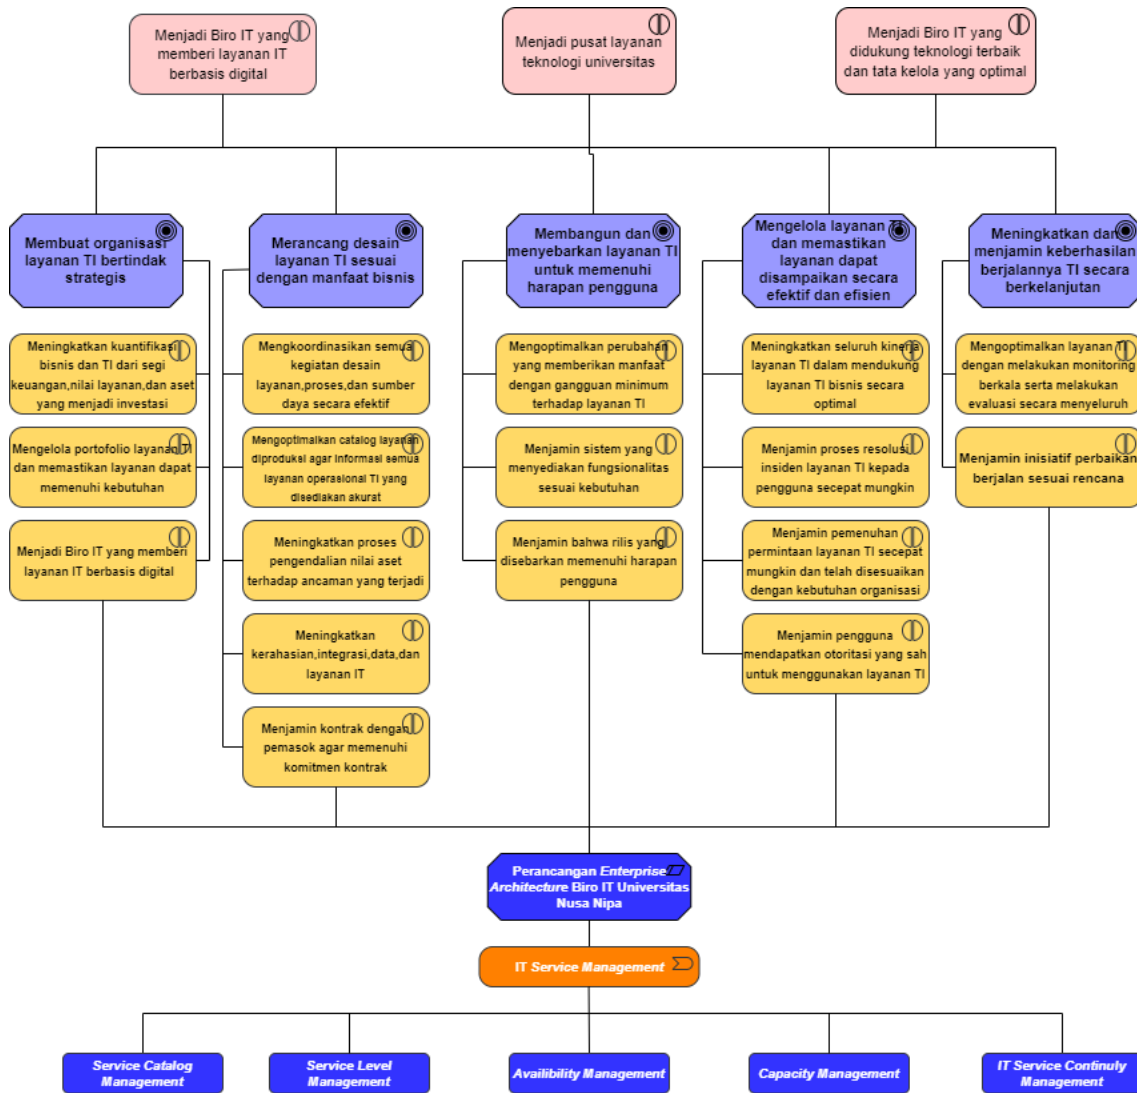 Menjadi Biro IT yang
memberi layanan IT
berbasis digital
Menjadi pusat layanan
teknologi universitas
Menjadi Biro IT yang
didukung teknologi terbaik
dan tata kelola yang optimal
Membuat organisasi
layanan TI bertindak
strategis
Merancang desain
layanan TI sesuai
dengan manfaat bisnis
Membangun dan
menyebarkan layanan TI
untuk memenuhi
harapan pengguna
Mengelola layanan TI
dan memastikan
layanan dapat
disampaikan secara
efektif dan efisien
Meningkatkan dan
menjamin keberhasilan
berjalannya TI secara
berkelanjutan
Meningkatkan kuantifikasi
bisnis dan TI dari segi
keuangan,nilai layanan,dan aset
yang menjadi investasi
Mengkoordinasikan semua
kegiatan desain
layanan,proses,dan sumber
daya secara efektif
Mengoptimalkan perubahan
yang memberikan manfaat
dengan gangguan minimum
terhadap layanan TI
Meningkatkan seluruh kinerja
layanan TI dalam mendukung
layanan TI bisnis secara
optimal
Mengoptimalkan layanan TI
dengan melakukan monitoring
berkala serta melakukan
evaluasi secara menyeluruh
Mengelola portofolio layanan TI
dan memastikan layanan dapat
memenuhi kebutuhan
Mengoptimalkan catalog layanan
diproduksi agar informasi semua
layanan operasional TI yang
disediakan akurat
Menjamin sistem yang
menyediakan fungsionalitas
sesuai kebutuhan
Menjamin proses resolusi
insiden layanan TI kepada
pengguna secepat mungkin
Menjamin inisiatif perbaikan
berjalan sesuai rencana
Menjadi Biro IT yang memberi
layanan IT berbasis digital
Meningkatkan proses
pengendalian nilai aset
terhadap ancaman yang terjadi
Menjamin bahwa rilis yang
disebarkan memenuhi harapan
pengguna
Menjamin pemenuhan
permintaan layanan TI secepat
mungkin dan telah disesuaikan
dengan kebutuhan organisasi
Meningkatkan
kerahasian,integrasi,data,dan
layanan IT
Menjamin pengguna
mendapatkan otoritasi yang sah
untuk menggunakan layanan TI
Menjamin kontrak dengan
pemasok agar memenuhi
komitmen kontrak
Perancangan Enterprise
Architecture Biro IT Universitas
Nusa Nipa
IT Service Management
Service Catalog
Management
Service Level
Management
Availibility Management
Capacity Management
IT Service Continuly
Management